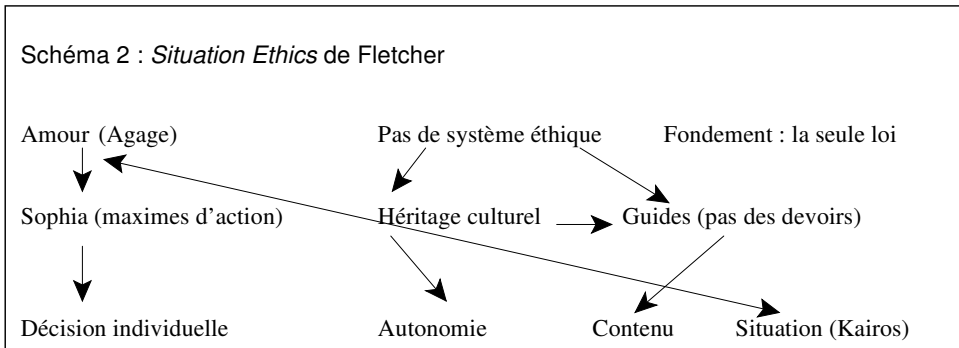 Schéma 2 : Situation Ethics de Fletcher
Amour (Agage) Pas de système éthique Fondement : la seule loi
Sophia (maximes d'action) Héritage culturel Guides (pas des devoirs)
Décision individuelle Autonomie Contenu Situation (Kairos)